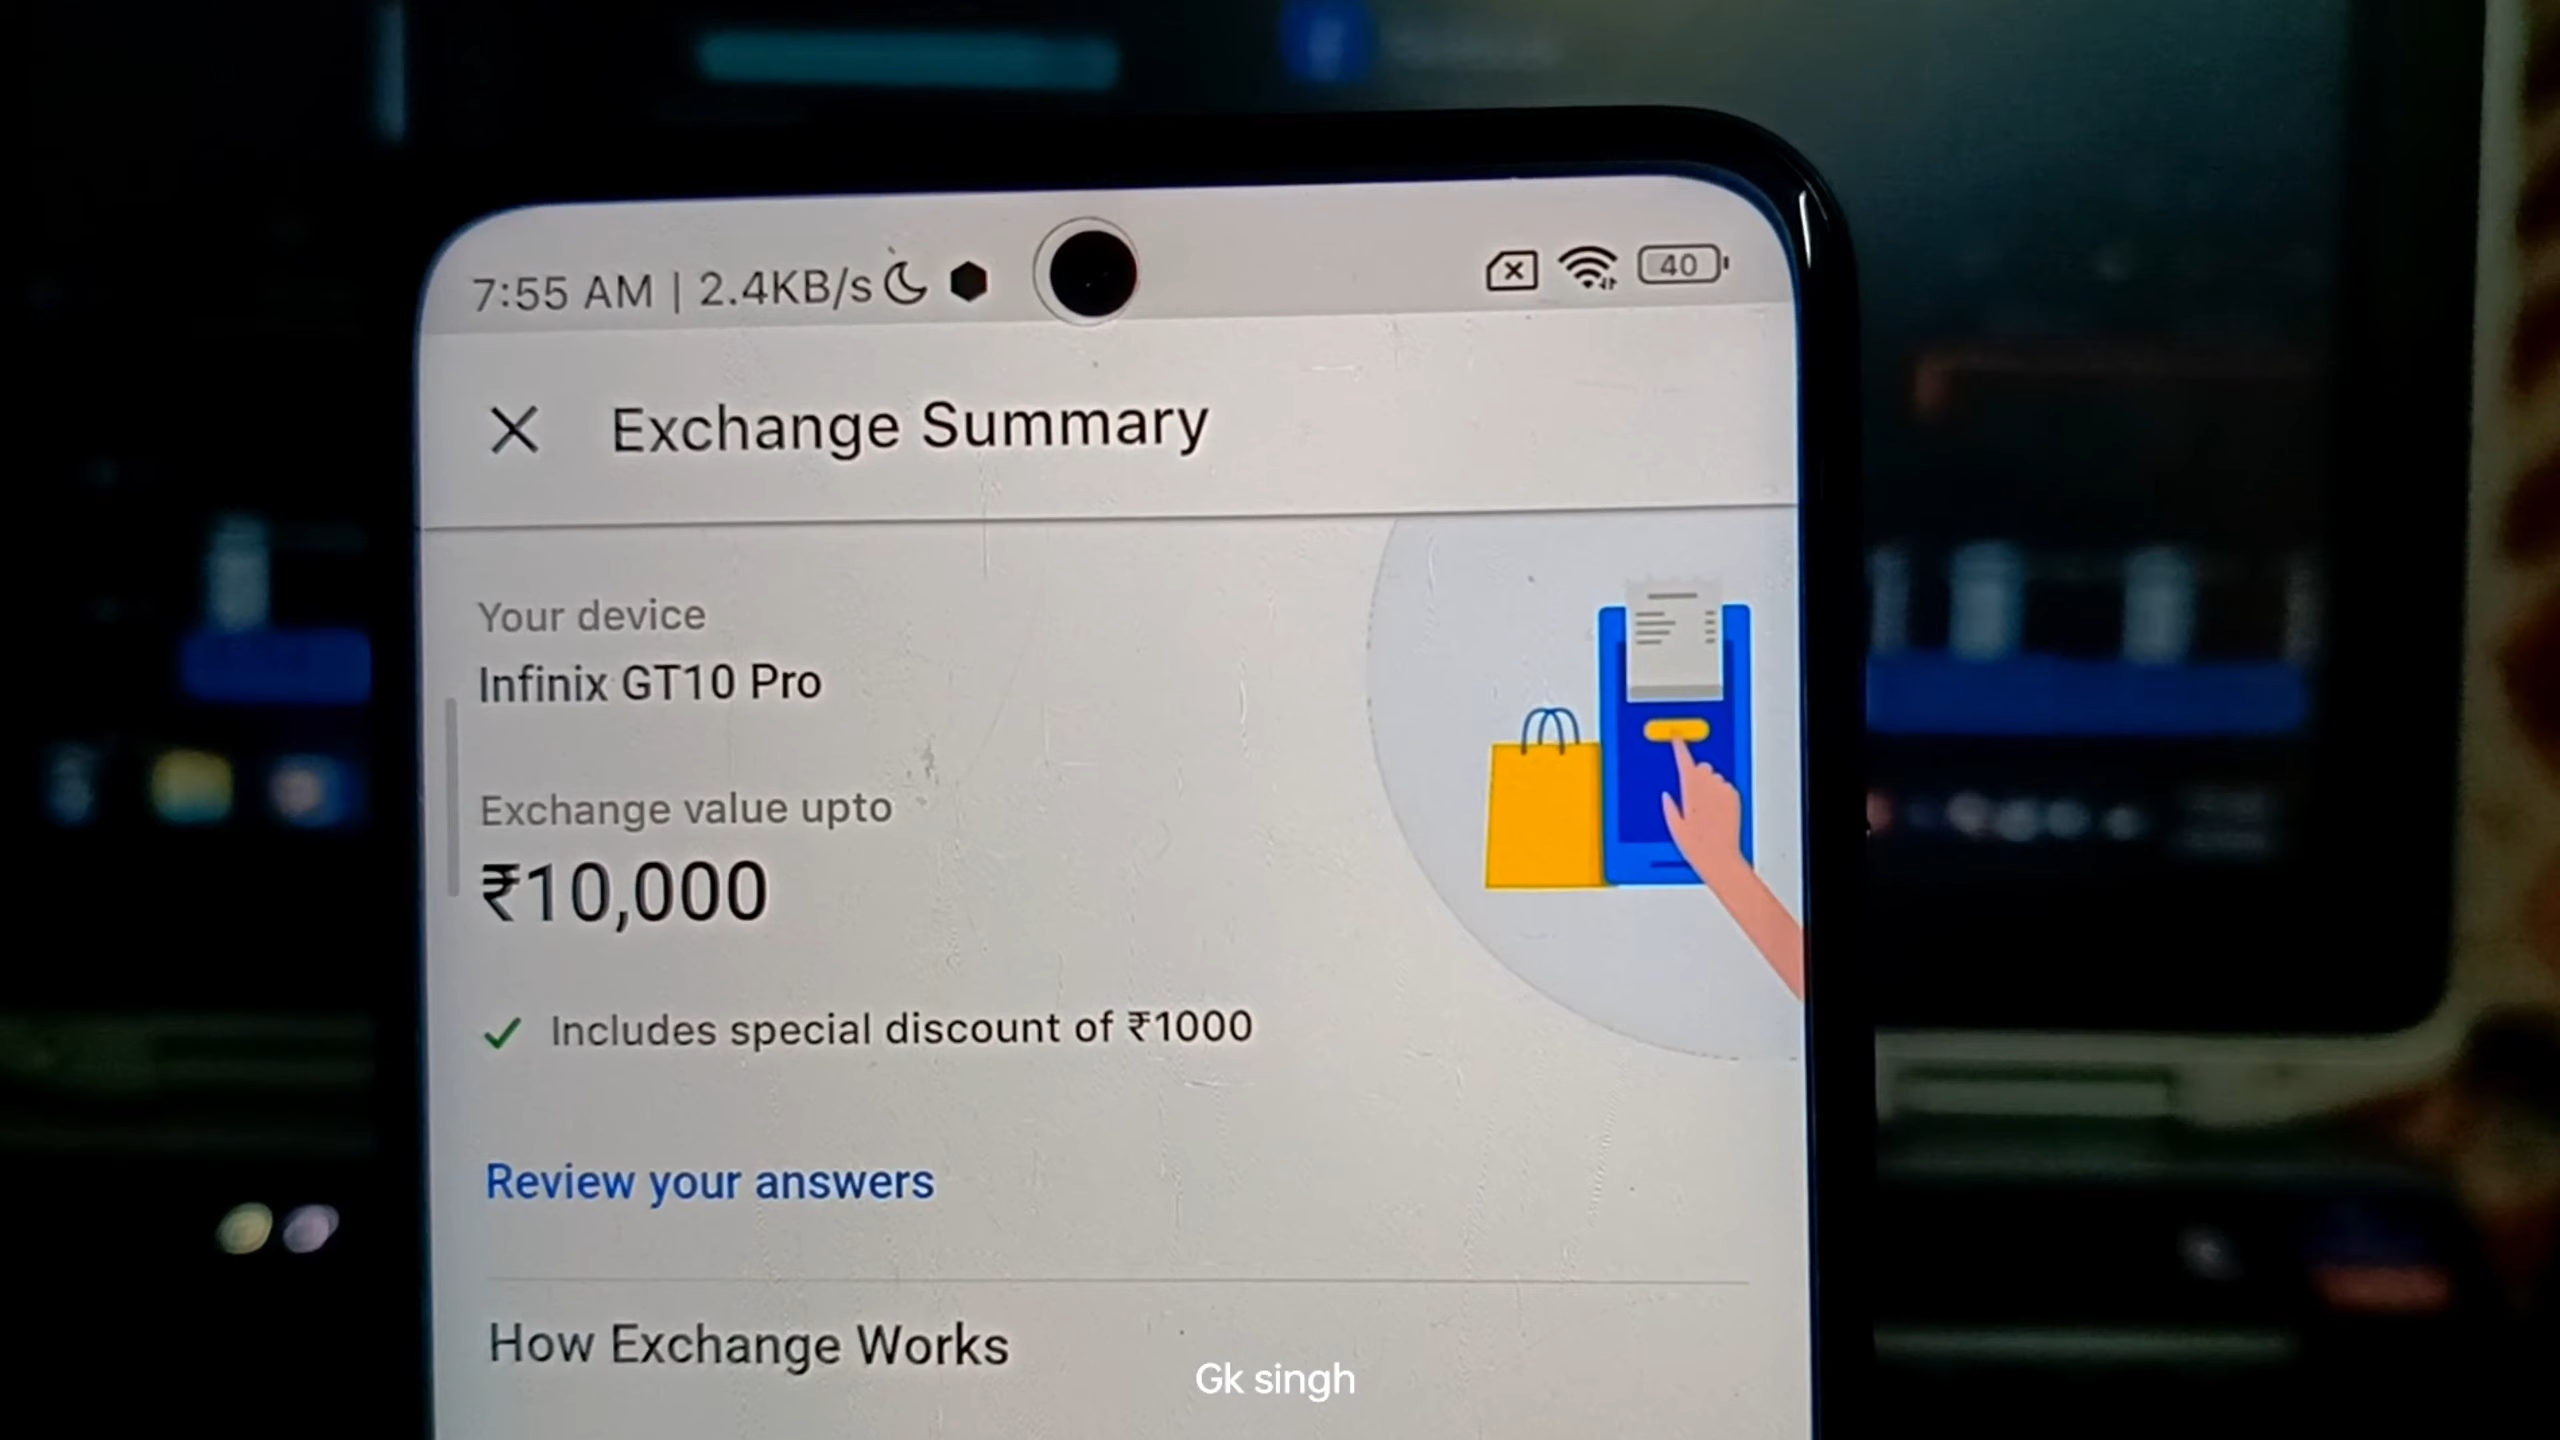 7:55 AM | 2.4KB/s
40
Exchange Summary
Your device
Infinix GT10 Pro
Exchange value upto
₹10,000
Includes special discount of ₹1000
Review your answers
How Exchange Works
Gk singh